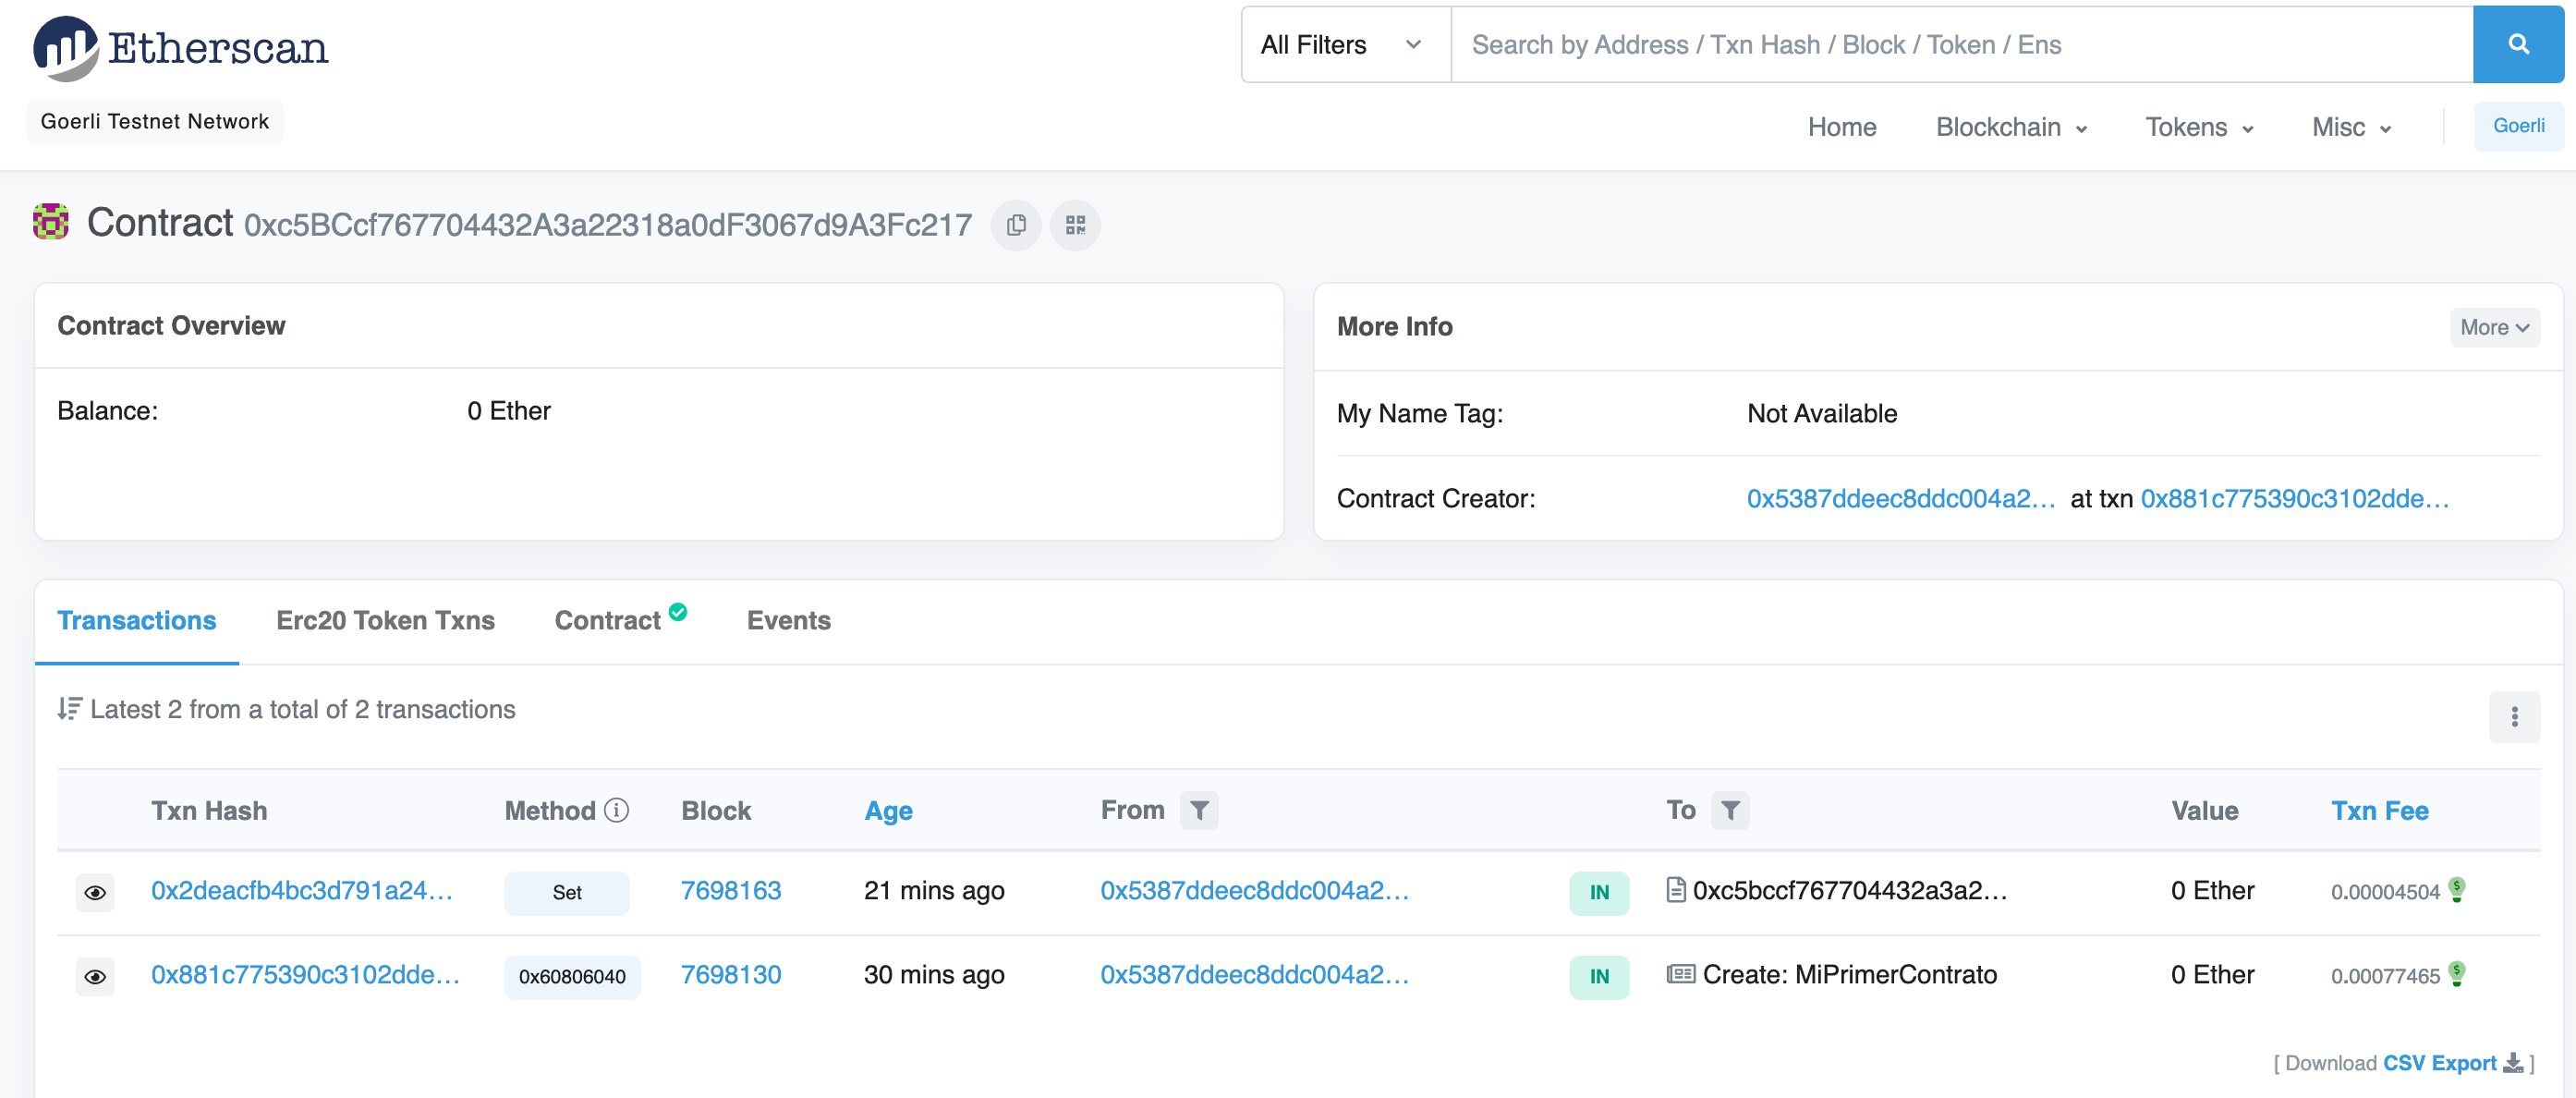 Etherscan
All Filters Search by Address / Txn Hash / Block / Token / Ens
Goerli Testnet Network
Home Blockchain Tokens Misc Goerli
Contract 0xc5BCcf767704432A3a22318a0dF3067d9A3Fc217
Contract Overview
Balance: 0 Ether
More Info More
My Name Tag: Not Available
Contract Creator: 0x5387ddeec8ddc004a2... at txn 0x881c775390c3102dde...
Transactions Erc20 Token Txns Contract Events
Latest 2 from a total of 2 transactions
Txn Hash Method Block Age From To Value Txn Fee
0x2deacfb4bc3d791a24... Set 7698163 21 mins ago 0x5387ddeec8ddc004a2... IN 0xc5bccf767704432a3a2... 0 Ether 0.00004504
0x881c775390c3102dde... 0x60806040 7698130 30 mins ago 0x5387ddeec8ddc004a2... IN Create: MiPrimerContrato 0 Ether 0.00077465
[ Download CSV Export ]